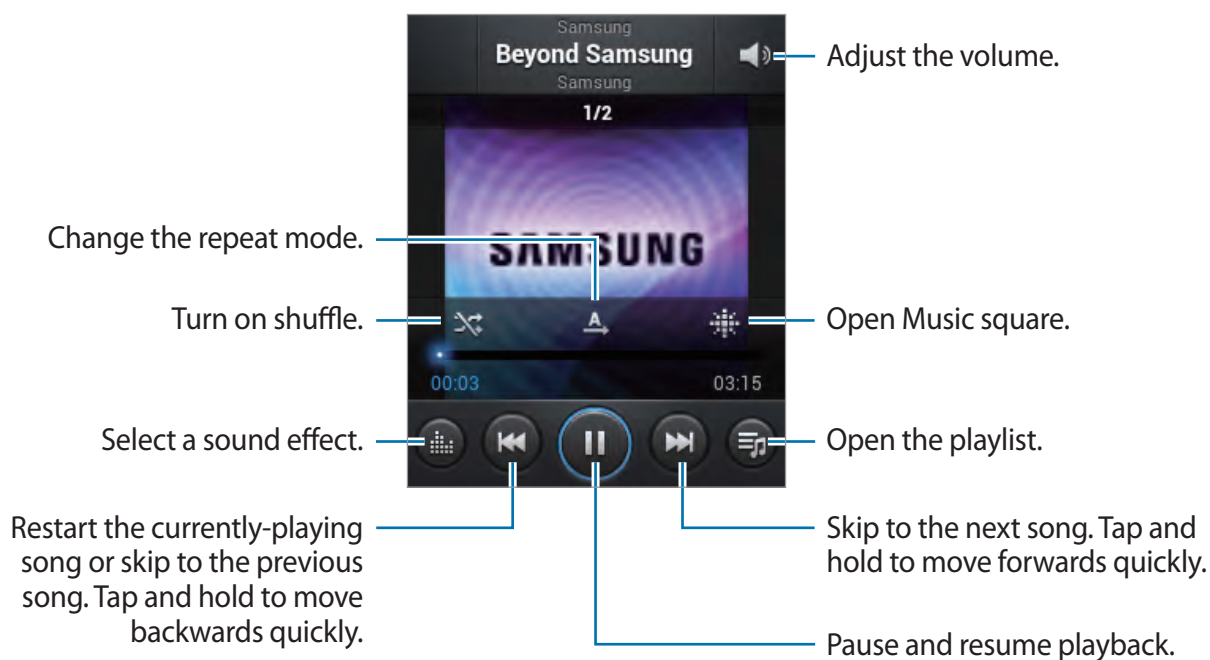 Samsung
Beyond Samsung
Samsung
Adjust the volume.
1/2
Change the repeat mode.
SAMSUNG
Turn on shuffle.
A
Open Music square.
00:03
03:15
Select a sound effect.
Open the playlist.
Restart the currently-playing
song or skip to the previous
song. Tap and hold to move
backwards quickly.
Skip to the next song. Tap and
hold to move forwards quickly.
Pause and resume playback.